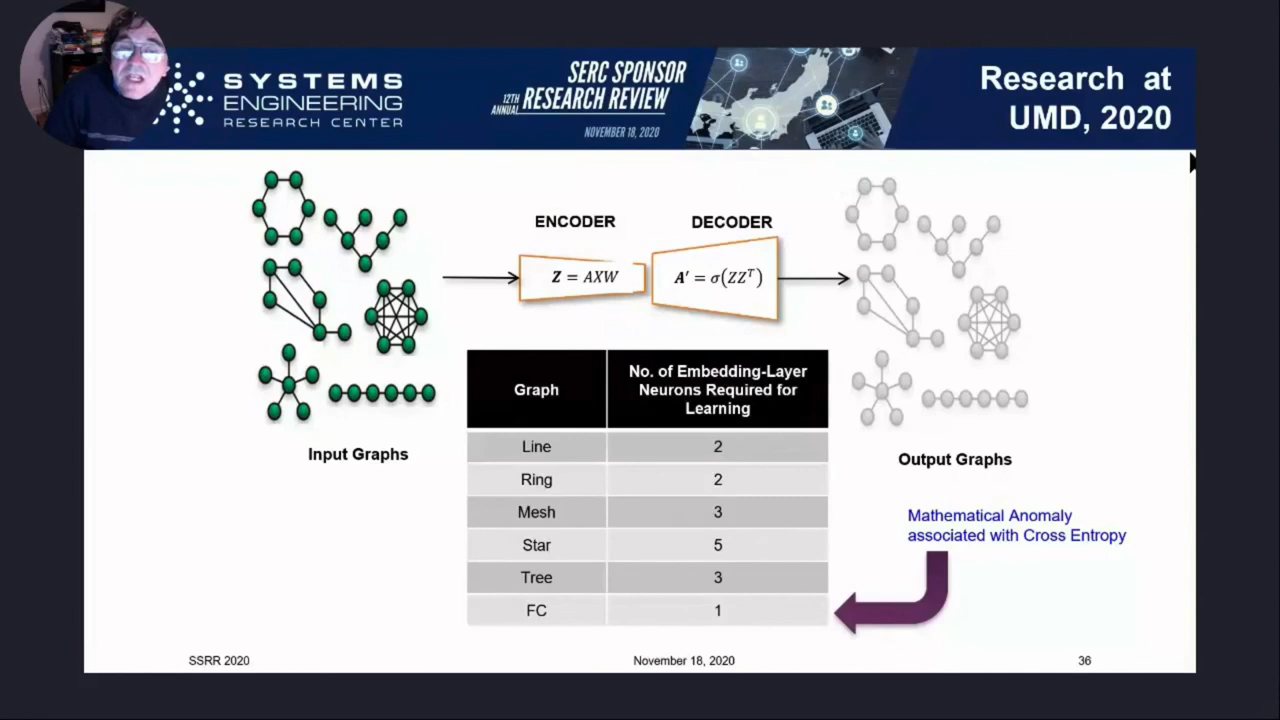 SYSTEMS
ENGINEERING
RESEARCH CENTER
SERC SPONSOR
12TH ANNUAL RESEARCH REVIEW
NOVEMBER 18, 2020
Research at
UMD, 2020
ENCODER
DECODER
Z = AXW
A′ = σ(ZZᵀ)
Input Graphs
Graph
No. of Embedding-Layer
Neurons Required for
Learning
Line 2
Ring 2
Mesh 3
Star 5
Tree 3
FC 1
Output Graphs
Mathematical Anomaly
associated with Cross Entropy
SSRR 2020
November 18, 2020
36